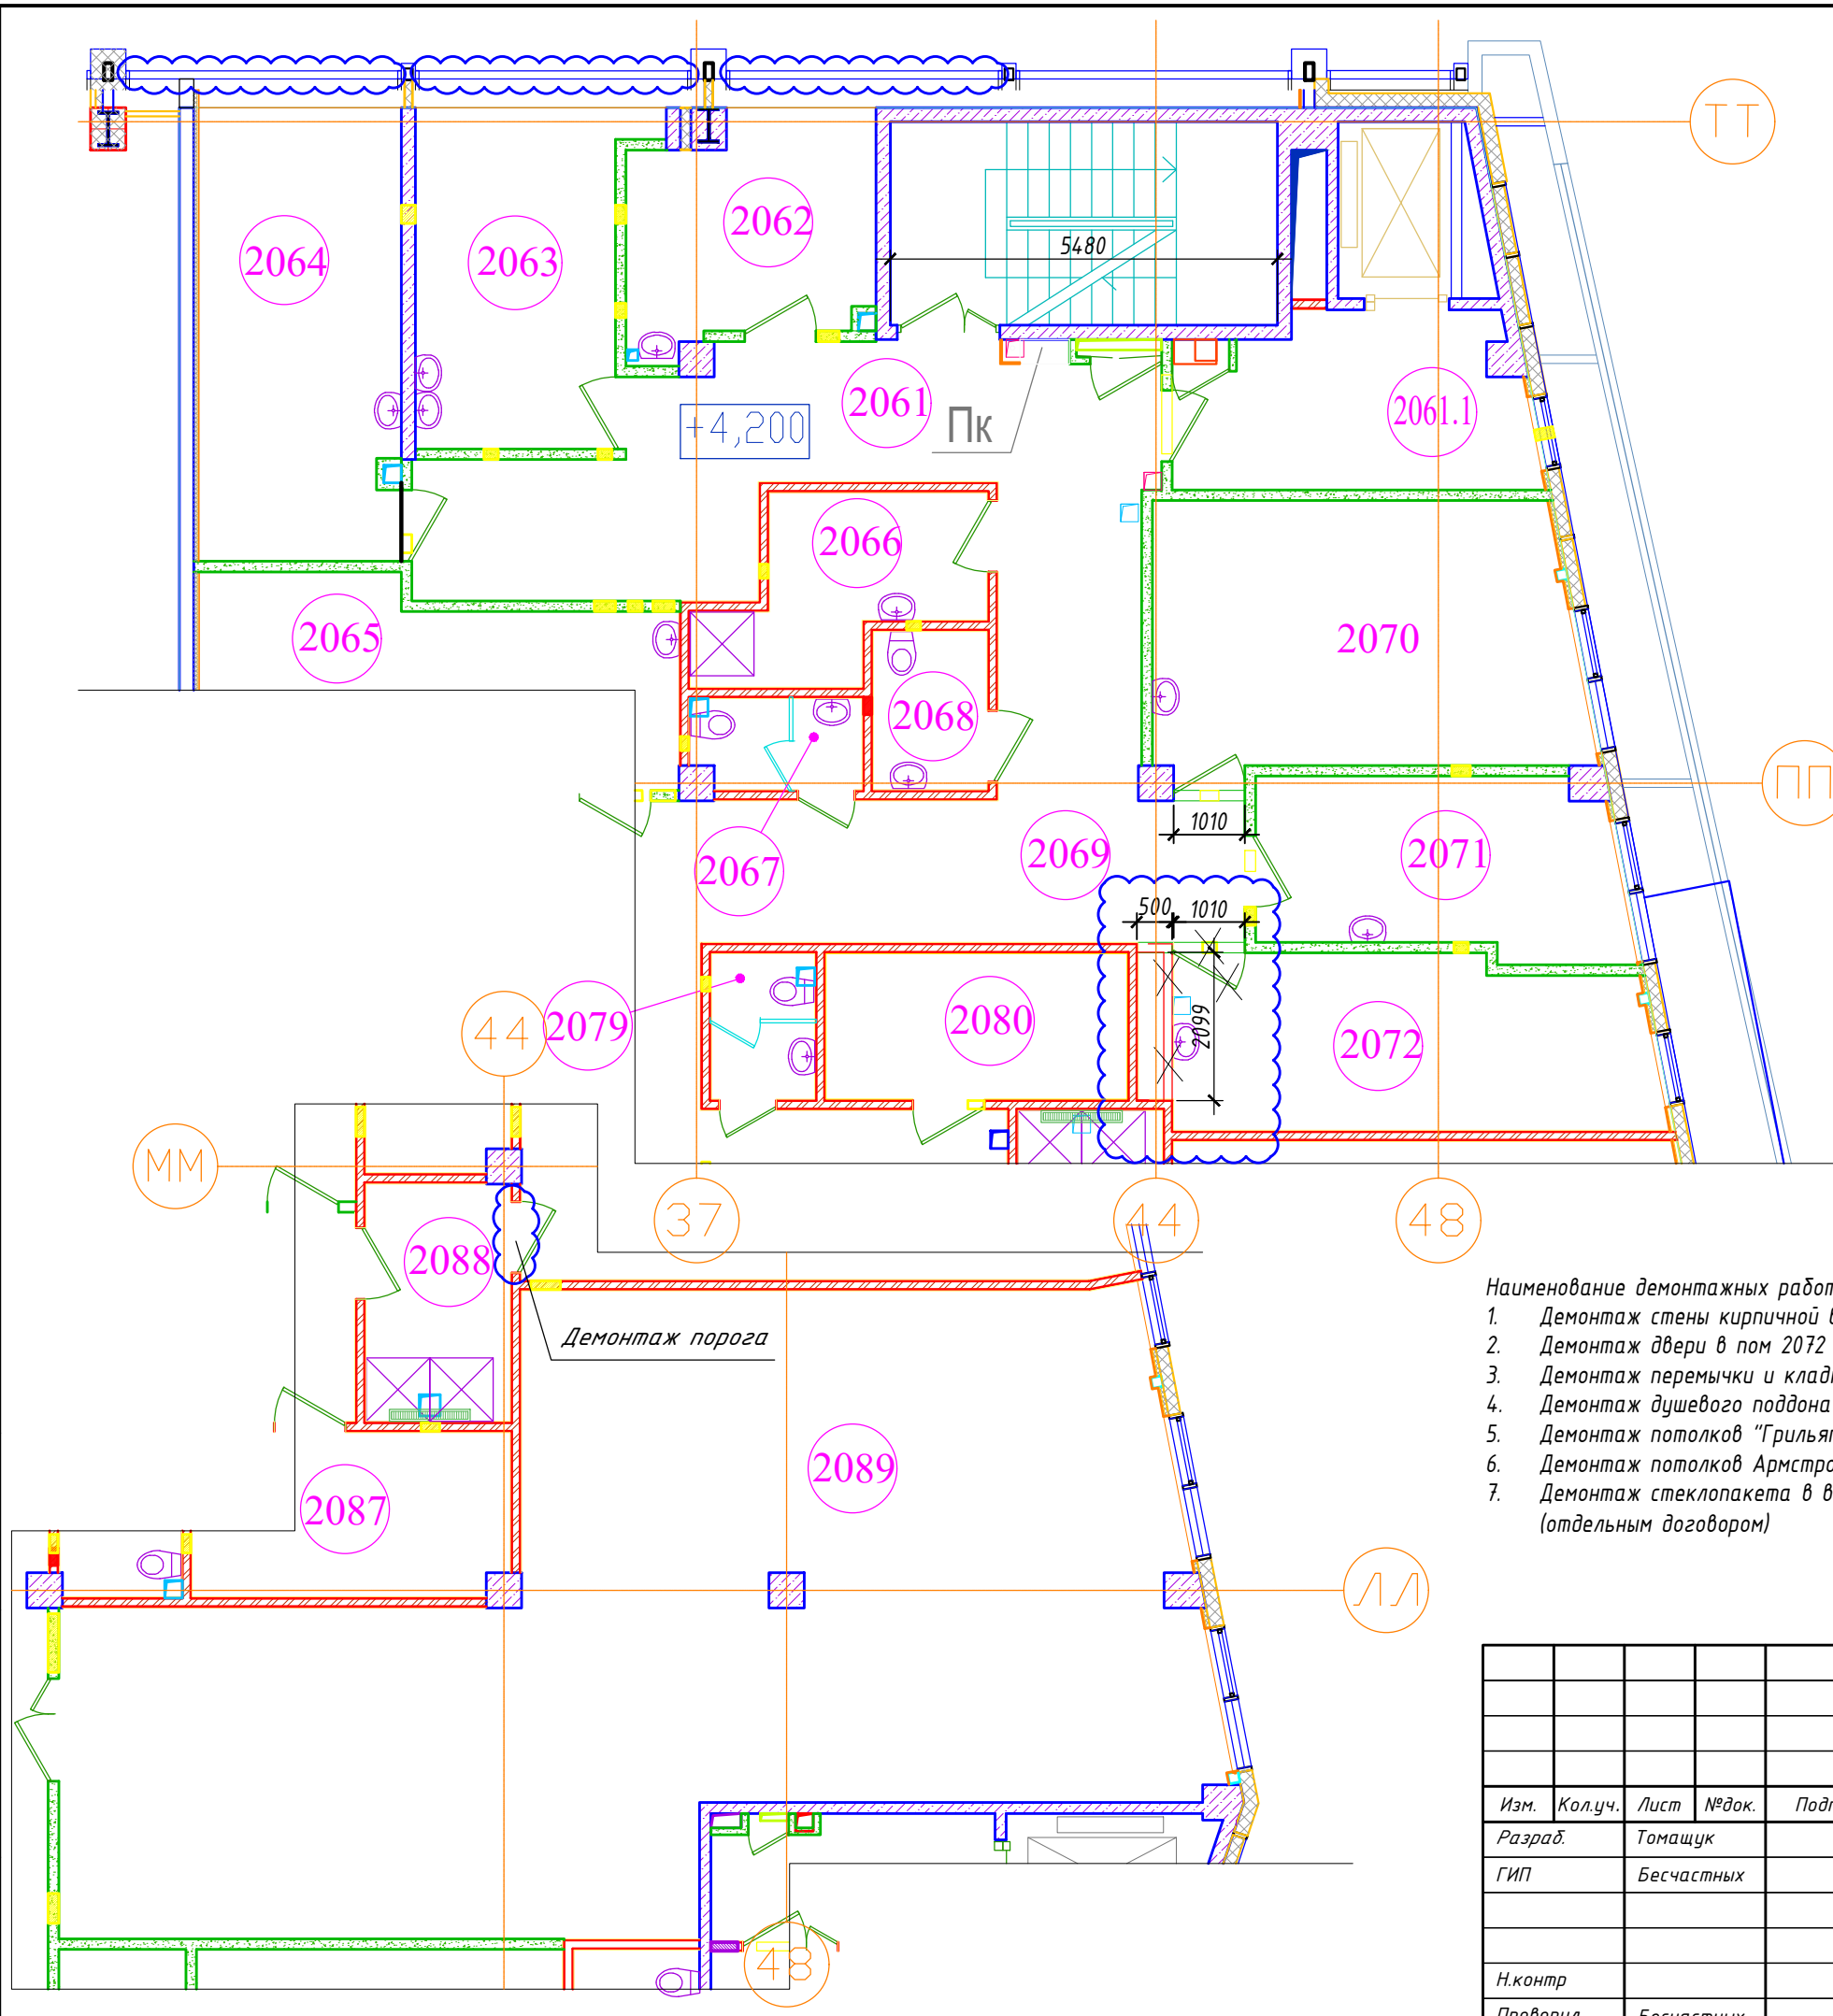 ТТ
2062
2064
2063
5480
2061
2061.1
Пк
+4,200
2066
2065
2070
2068
ПП
1010
2067
2069
2071
500
1010
2079
2080
2099
2072
44
ММ
37
44
48
2088
Демонтаж порога
Наименование демонтажных работ
1. Демонтаж стены кирпичной
2. Демонтаж двери в пом 2072
3. Демонтаж перемычки и
4. Демонтаж душевого поддона
5. Демонтаж потолков
6. Демонтаж потолков
7. Демонтаж стеклопакета в
(отдельным договором)
2089
2087
ЛЛ
Изм. Кол.уч. Лист №док.
Разраб. Томащук
ГИП Бесчастных
48
Н.контр